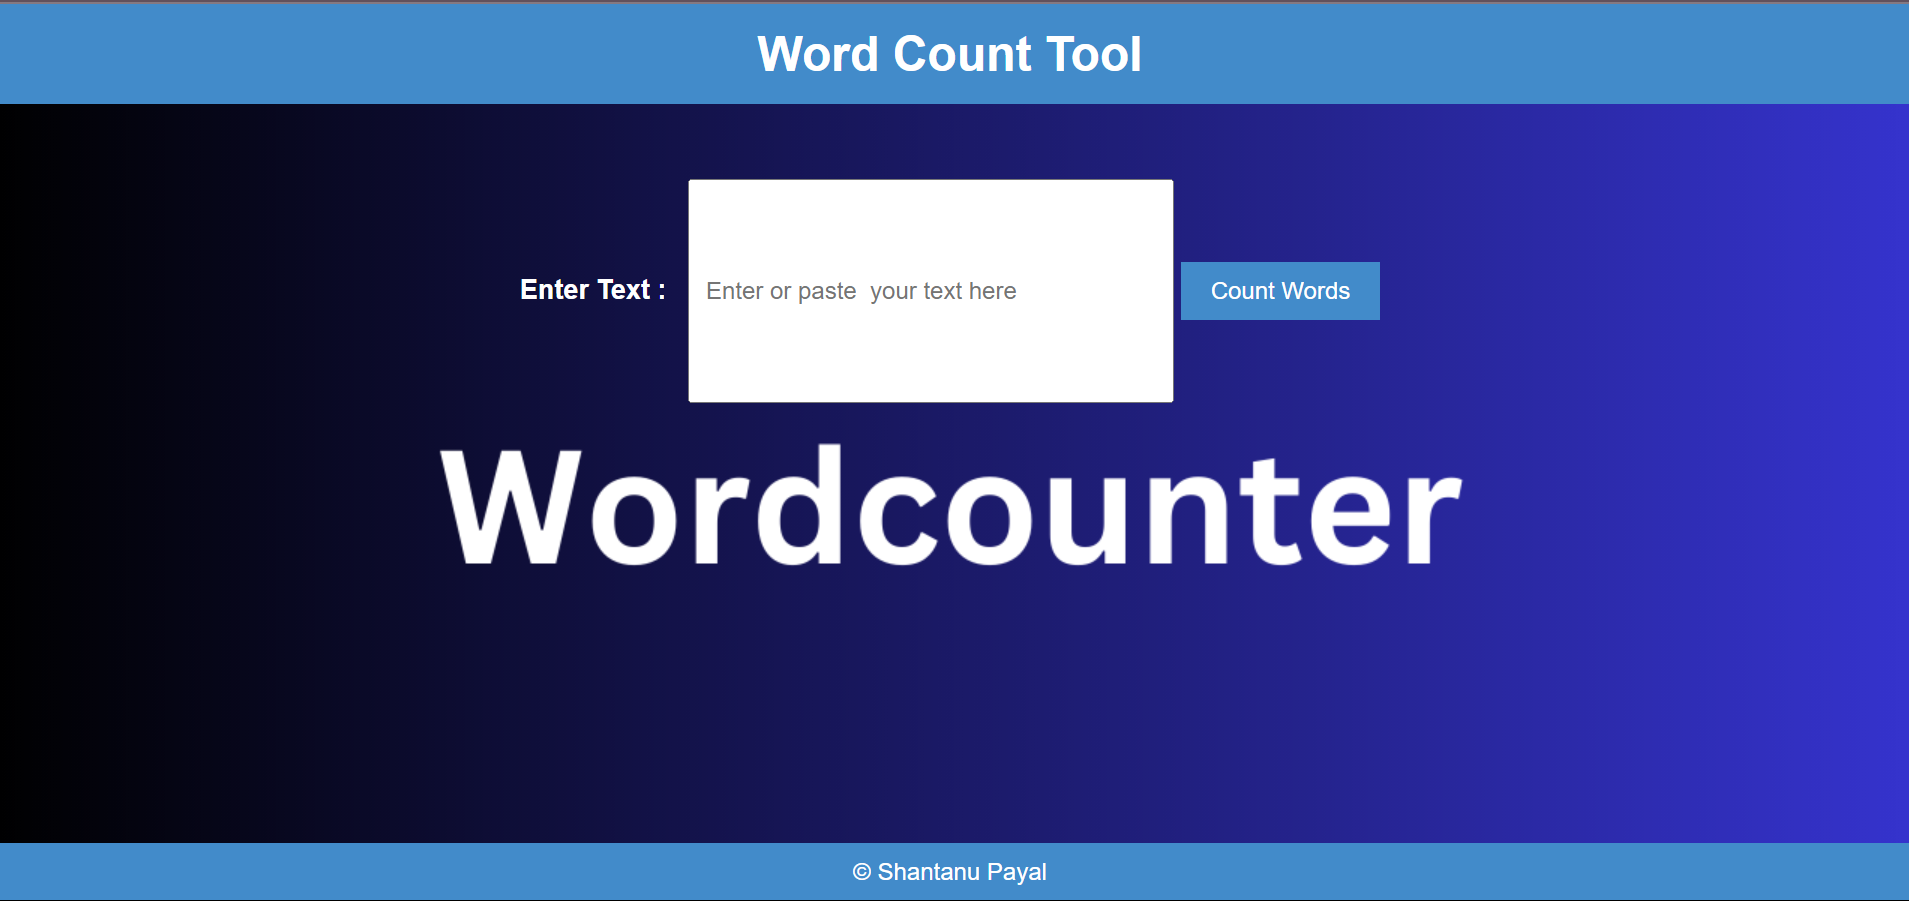 Word Count Tool
Enter Text :
Enter or paste  your text here
Count Words
Wordcounter
© Shantanu Payal